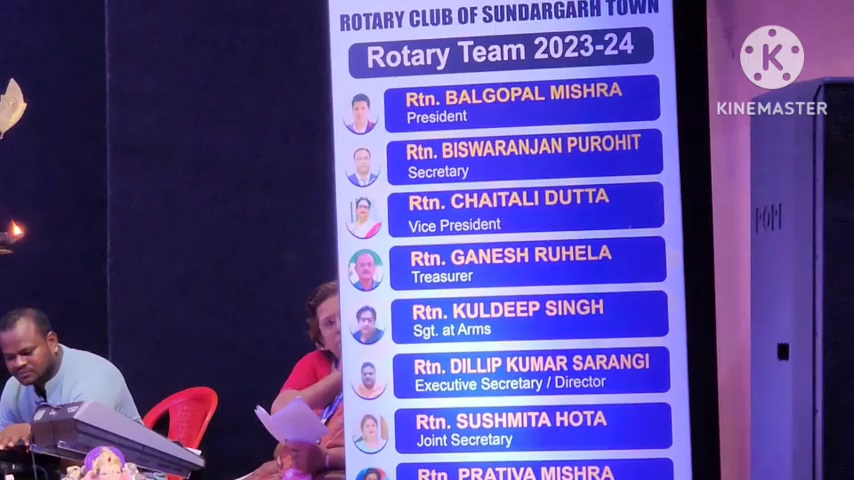 ROTARY CLUB OF SUNDARGARH TOWN
Rotary Team 2023-24
Rtn. BALGOPAL MISHRA
President
Rtn. BISWARANJAN PUROHIT
Secretary
Rtn. CHAITALI DUTTA
Vice President
Rtn. GANESH RUHELA
Treasurer
Rtn. KULDEEP SINGH
Sgt. at Arms
Rtn. DILLIP KUMAR SARANGI
Executive Secretary / Director
Rtn. SUSHMITA HOTA
Joint Secretary
Rtn. PRATIVA MISHRA
K
KINEMASTER